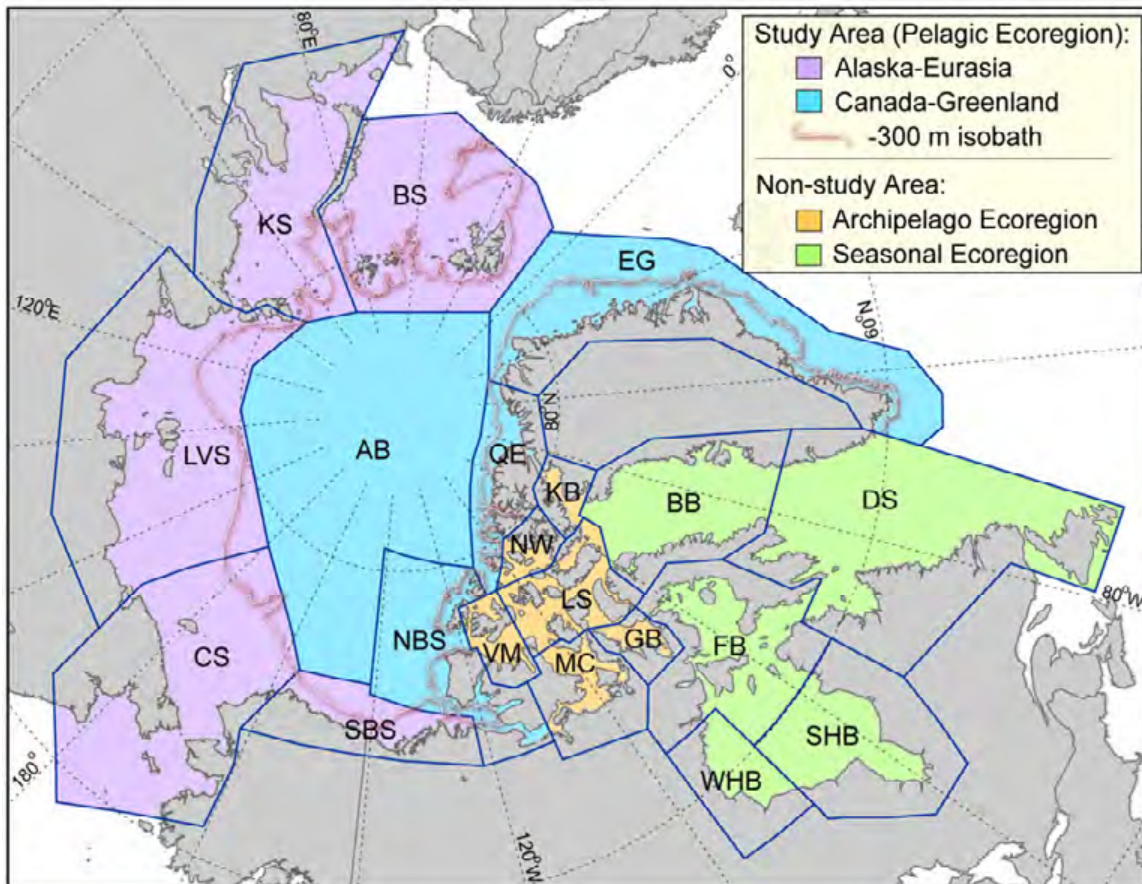 Study Area (Pelagic Ecoregion):
Alaska-Eurasia
Canada-Greenland
-300 m isobath
Non-study Area:
Archipelago Ecoregion
Seasonal Ecoregion
80°E
0°
BS
KS
EG
120°E
60°N
80°N
LVS
AB
QE
KB
BB
DS
NW
80°W
LS
NBS
GB
FB
VM
MC
CS
SBS
SHB
WHB
180°
120°W